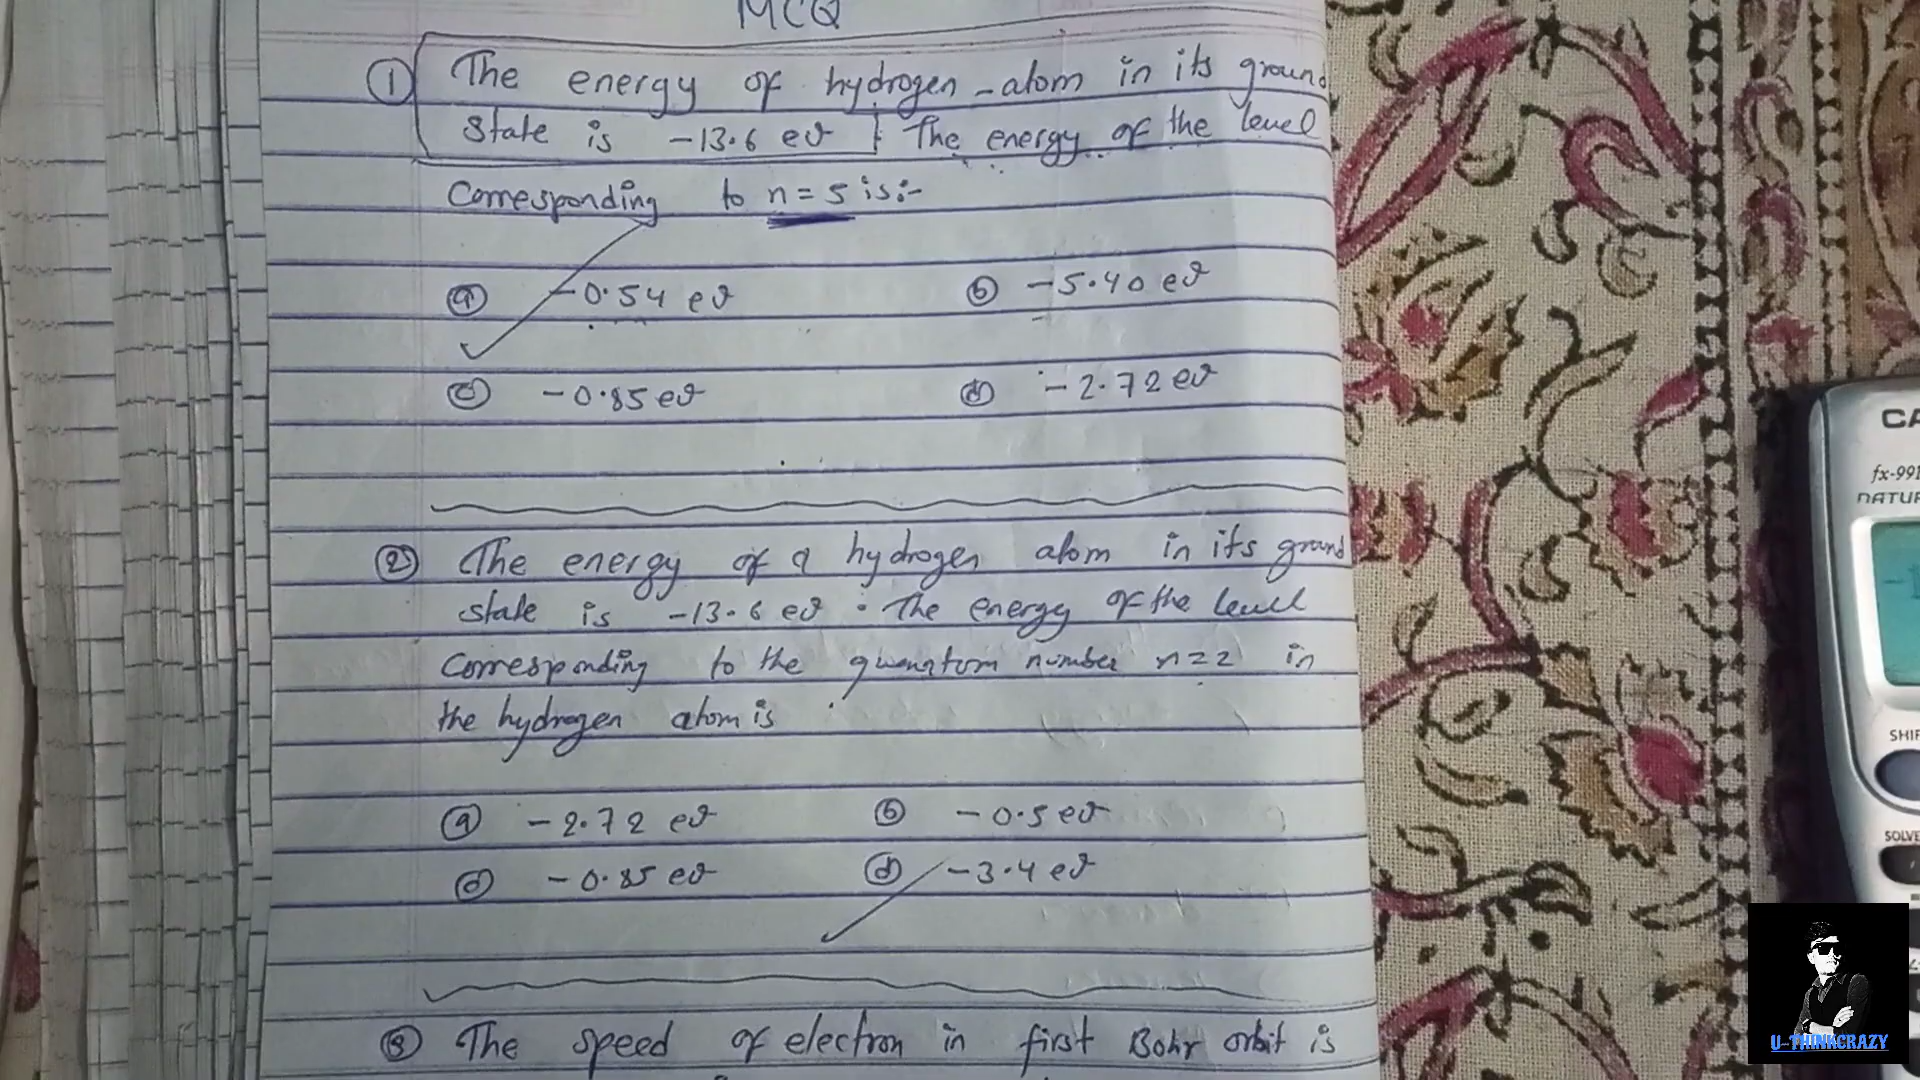 MCQ
① The energy of hydrogen-atom in its ground
state is -13.6 ev. The energy of the level
Corresponding to n=5 is:-
ⓐ -0.54 ev ⓑ -5.40 ev
ⓒ -0.85 ev ⓓ -2.72 ev
② The energy of a hydrogen atom in its ground
state is -13.6 ev. The energy of the level
Corresponding to the quantom number n=2 in
the hydrogen atom is
ⓐ -2.72 ev ⓑ -0.5 ev
ⓒ -0.85 ev ⓓ -3.4 ev
③ The speed of electron in first Bohr orbit is
CA
fx-991
NATUR
SHIF
SOLVE
U-THINKCRAZY